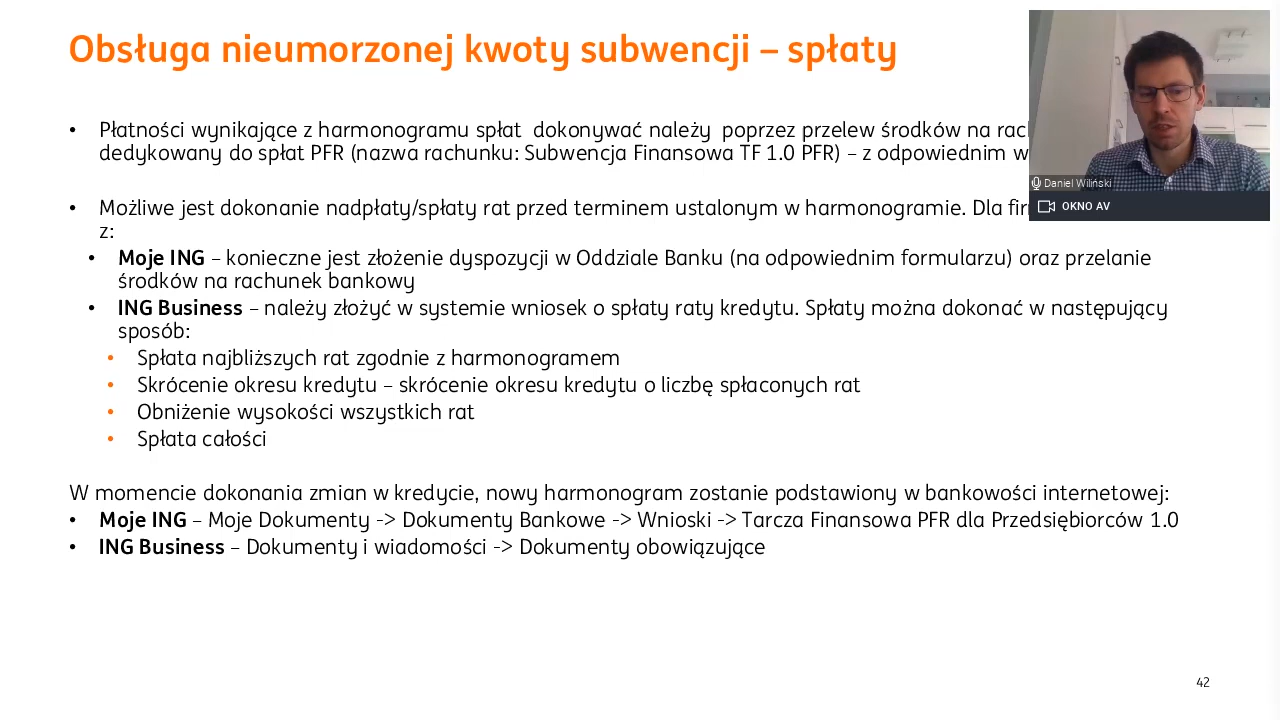 Obsługa nieumorzonej kwoty subwencji – spłaty
• Płatności wynikające z harmonogramu spłat dokonywać należy poprzez przelew środków na
dedykowany do spłat PFR (nazwa rachunku: Subwencja Finansowa TF 1.0 PFR) – z odpowiednim
Daniel Wiliński
OKNO AV
• Możliwe jest dokonanie nadpłaty/spłaty rat przed terminem ustalonym w harmonogramie. Dla
z:
• Moje ING – konieczne jest złożenie dyspozycji w Oddziale Banku (na odpowiednim formularzu) oraz przelanie
środków na rachunek bankowy
• ING Business – należy złożyć w systemie wniosek o spłaty raty kredytu. Spłaty można dokonać w następujący
sposób:
• Spłata najbliższych rat zgodnie z harmonogramem
• Skrócenie okresu kredytu – skrócenie okresu kredytu o liczbę spłaconych rat
• Obniżenie wysokości wszystkich rat
• Spłata całości
W momencie dokonania zmian w kredycie, nowy harmonogram zostanie podstawiony w bankowości internetowej:
• Moje ING – Moje Dokumenty -> Dokumenty Bankowe -> Wnioski -> Tarcza Finansowa PFR dla Przedsiębiorców 1.0
• ING Business – Dokumenty i wiadomości -> Dokumenty obowiązujące
42